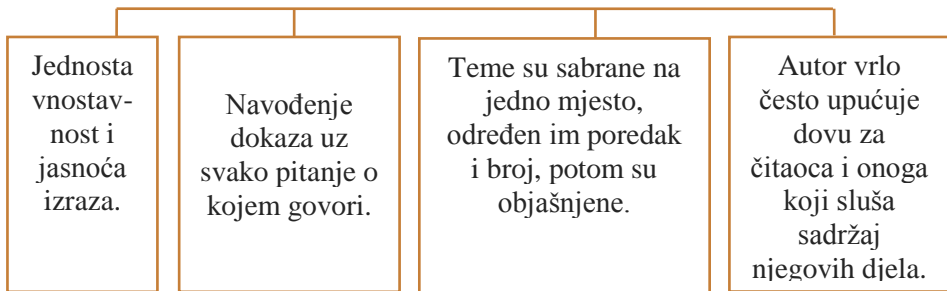 Jednosta
vnostav-
nost i
jasnoća
izraza.
Navođenje
dokaza uz
svako pitanje o
kojem govori.
Teme su sabrane na
jedno mjesto,
određen im poredak
i broj, potom su
objašnjene.
Autor vrlo
često upućuje
dovu za
čitaoca i onoga
koji sluša
sadržaj
njegovih djela.